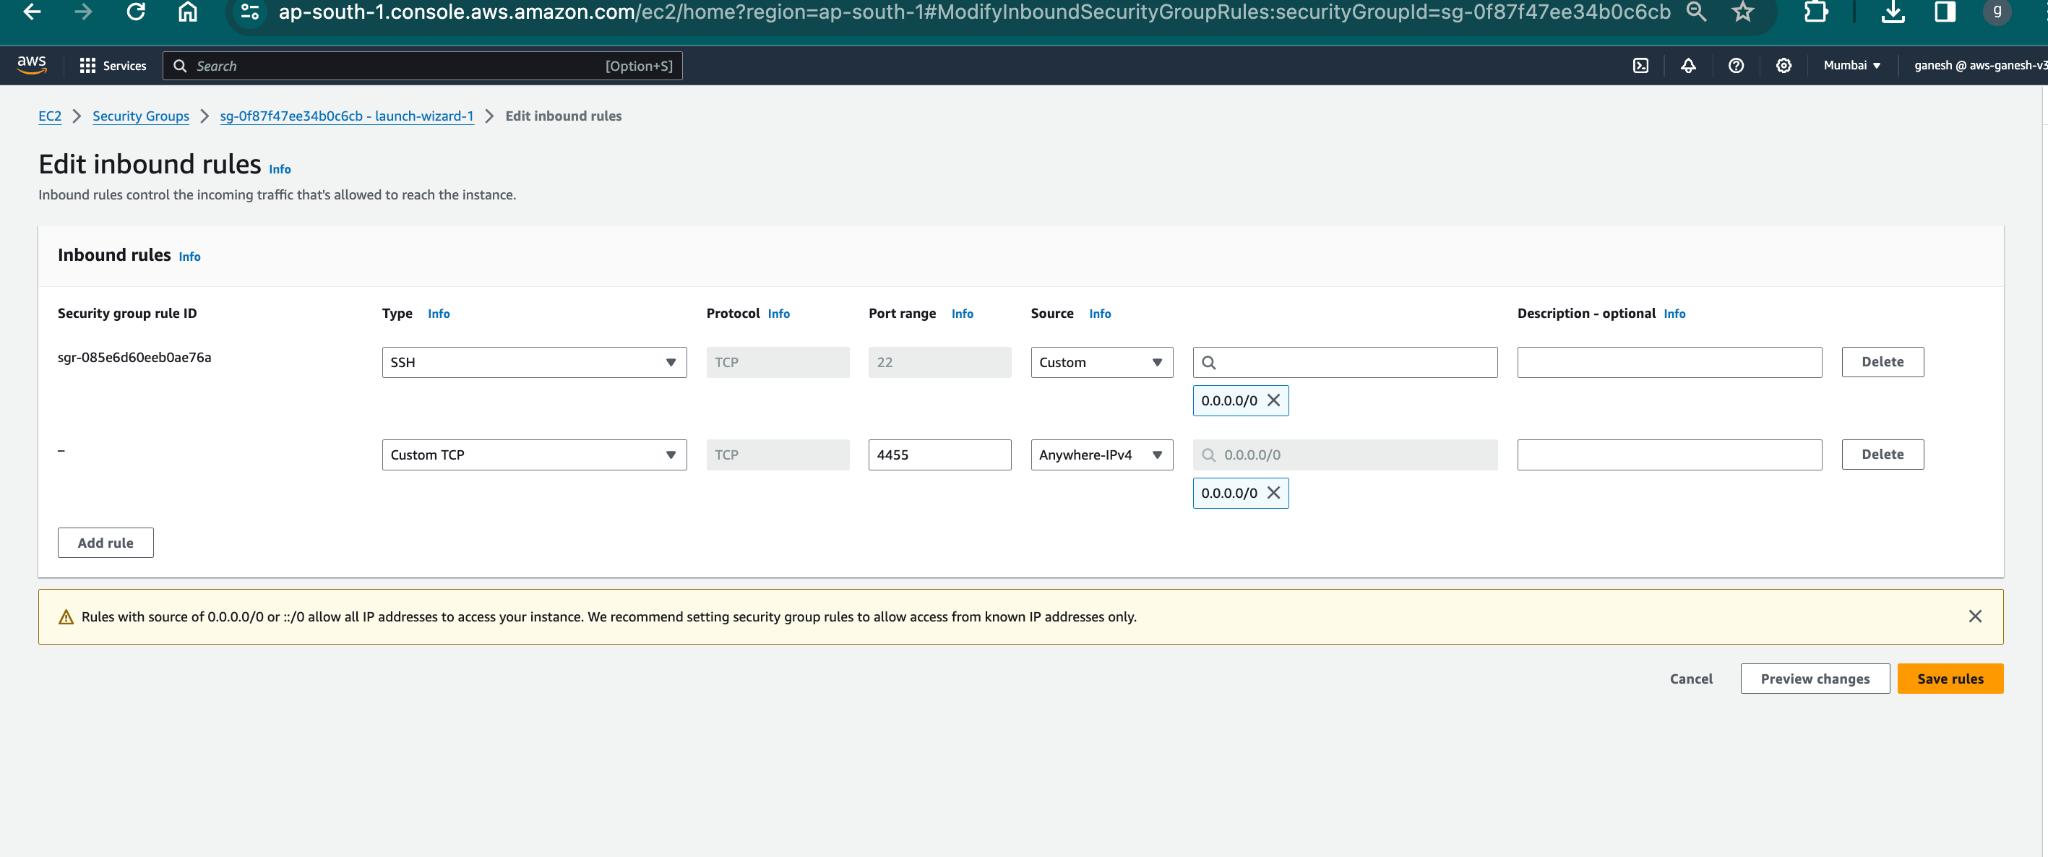 ap-south-1.console.aws.amazon.com/ec2/home?region=ap-south-1#ModifyInboundSecurityGroupRules:securityGroupId=sg-0f87f47ee34b0c6cb g
aws Services Search [Option+S] Mumbai ganesh @ aws-ganesh-v3
EC2 Security Groups sg-0f87f47ee34b0c6cb - launch-wizard-1 Edit inbound rules
Edit inbound rules Info
Inbound rules control the incoming traffic that's allowed to reach the instance.
Inbound rules Info
Security group rule ID Type Info Protocol Info Port range Info Source Info Description - optional Info
sgr-085e6d60eeb0ae76a SSH TCP 22 Custom Delete
0.0.0.0/0
– Custom TCP TCP 4455 Anywhere-IPv4 0.0.0.0/0 Delete
0.0.0.0/0
Add rule
Rules with source of 0.0.0.0/0 or ::/0 allow all IP addresses to access your instance. We recommend setting security group rules to allow access from known IP addresses only.
Cancel Preview changes Save rules